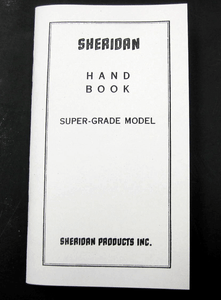 SHERIDAN
HAND
BOOK
SUPER-GRADE MODEL
SHERIDAN PRODUCTS INC.